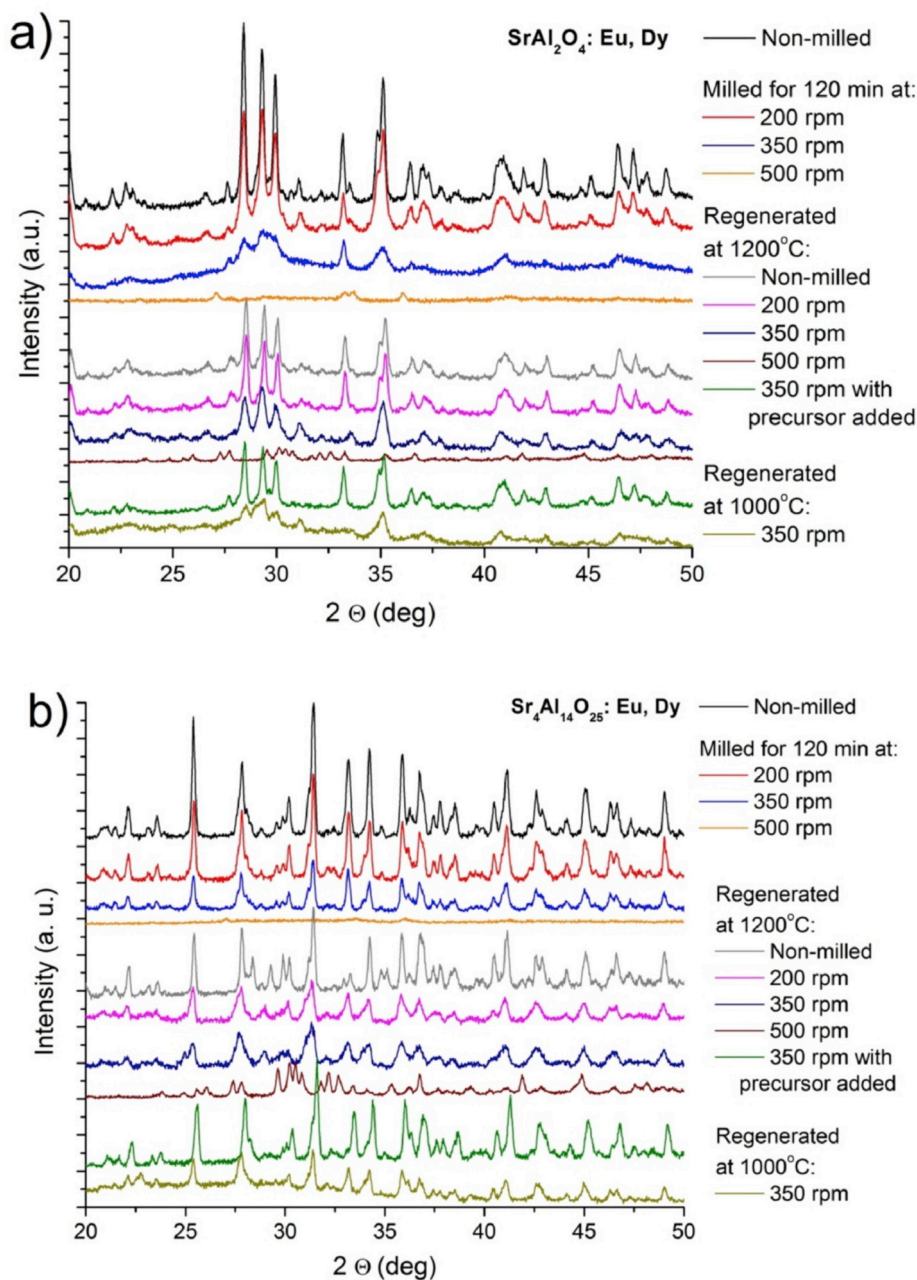 a)
SrAl₂O₄: Eu, Dy
Non-milled
Milled for 120 min at:
200 rpm
350 rpm
500 rpm
Regenerated
at 1200°C:
Non-milled
200 rpm
350 rpm
500 rpm
350 rpm with
precursor added
Regenerated
at 1000°C:
350 rpm
Intensity (a.u.)
20 25 30 35 40 45 50
2 Θ (deg)
b)
Sr₄Al₁₄O₂₅: Eu, Dy
Non-milled
Milled for 120 min at:
200 rpm
350 rpm
500 rpm
Regenerated
at 1200°C:
Non-milled
200 rpm
350 rpm
500 rpm
350 rpm with
precursor added
Regenerated
at 1000°C:
350 rpm
Intensity (a. u.)
20 25 30 35 40 45 50
2 Θ (deg)